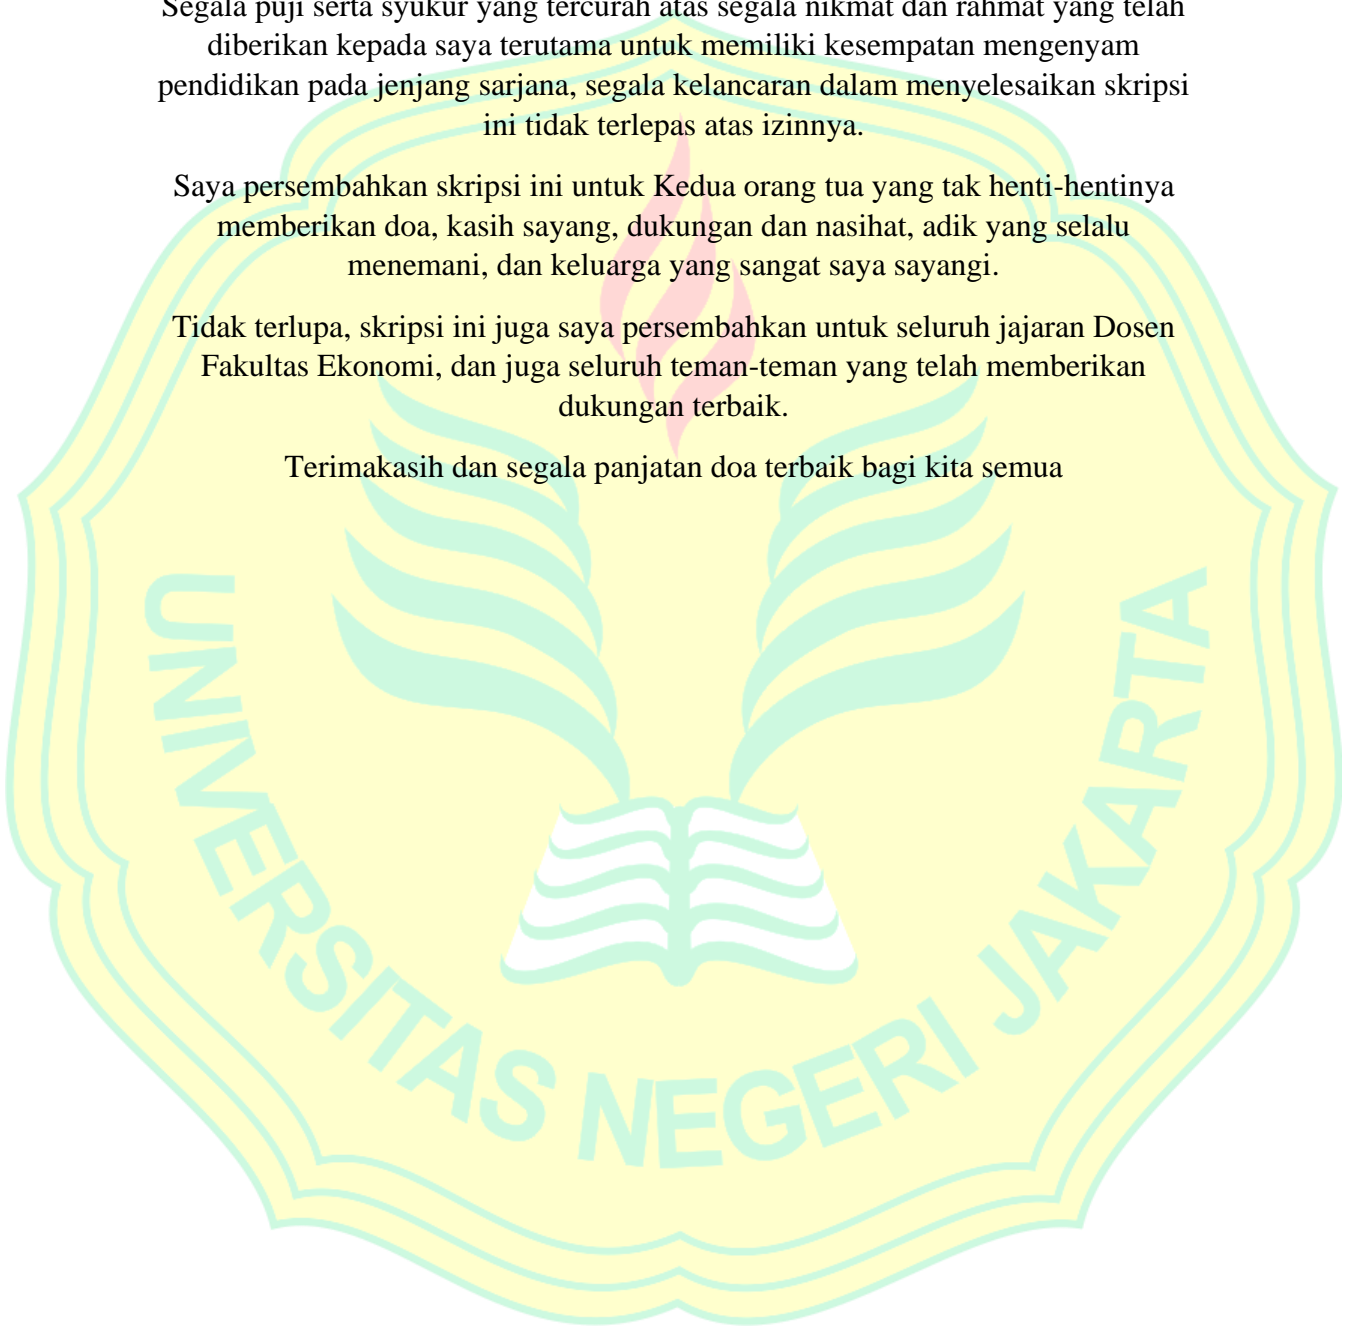 Segala puji serta syukur yang tercurah atas segala nikmat dan rahmat yang telah
diberikan kepada saya terutama untuk memiliki kesempatan mengenyam
pendidikan pada jenjang sarjana, segala kelancaran dalam menyelesaikan skripsi
ini tidak terlepas atas izinnya.
Saya persembahkan skripsi ini untuk Kedua orang tua yang tak henti-hentinya
memberikan doa, kasih sayang, dukungan dan nasihat, adik yang selalu
menemani, dan keluarga yang sangat saya sayangi.
Tidak terlupa, skripsi ini juga saya persembahkan untuk seluruh jajaran Dosen
Fakultas Ekonomi, dan juga seluruh teman-teman yang telah memberikan
dukungan terbaik.
Terimakasih dan segala panjatan doa terbaik bagi kita semua
UNIVERSITAS NEGERI JAKARTA